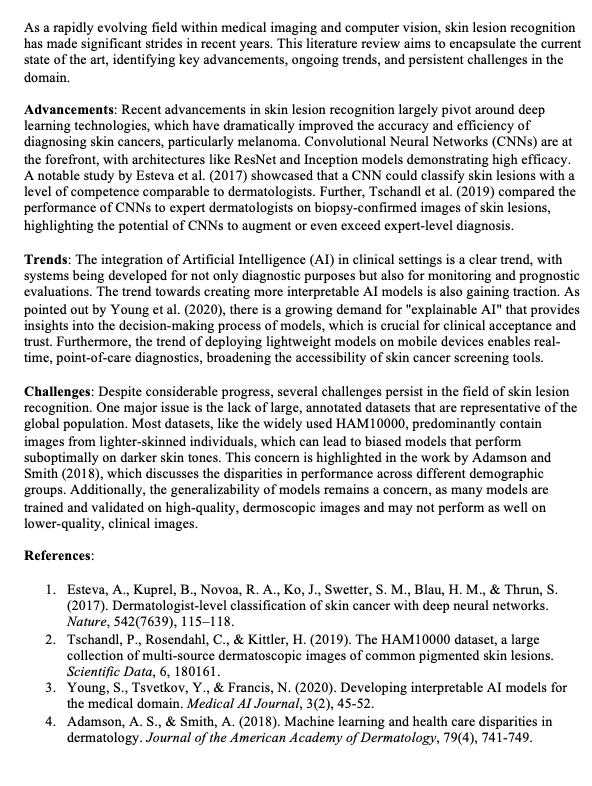 As a rapidly evolving field within medical imaging and computer vision, skin lesion recognition
has made significant strides in recent years. This literature review aims to encapsulate the current
state of the art, identifying key advancements, ongoing trends, and persistent challenges in the
domain.
Advancements: Recent advancements in skin lesion recognition largely pivot around deep
learning technologies, which have dramatically improved the accuracy and efficiency of
diagnosing skin cancers, particularly melanoma. Convolutional Neural Networks (CNNs) are at
the forefront, with architectures like ResNet and Inception models demonstrating high efficacy.
A notable study by Esteva et al. (2017) showcased that a CNN could classify skin lesions with a
level of competence comparable to dermatologists. Further, Tschandl et al. (2019) compared the
performance of CNNs to expert dermatologists on biopsy-confirmed images of skin lesions,
highlighting the potential of CNNs to augment or even exceed expert-level diagnosis.
Trends: The integration of Artificial Intelligence (AI) in clinical settings is a clear trend, with
systems being developed for not only diagnostic purposes but also for monitoring and prognostic
evaluations. The trend towards creating more interpretable AI models is also gaining traction. As
pointed out by Young et al. (2020), there is a growing demand for "explainable AI" that provides
insights into the decision-making process of models, which is crucial for clinical acceptance and
trust. Furthermore, the trend of deploying lightweight models on mobile devices enables real-
time, point-of-care diagnostics, broadening the accessibility of skin cancer screening tools.
Challenges: Despite considerable progress, several challenges persist in the field of skin lesion
recognition. One major issue is the lack of large, annotated datasets that are representative of the
global population. Most datasets, like the widely used HAM10000, predominantly contain
images from lighter-skinned individuals, which can lead to biased models that perform
suboptimally on darker skin tones. This concern is highlighted in the work by Adamson and
Smith (2018), which discusses the disparities in performance across different demographic
groups. Additionally, the generalizability of models remains a concern, as many models are
trained and validated on high-quality, dermoscopic images and may not perform as well on
lower-quality, clinical images.
References:
1. Esteva, A., Kuprel, B., Novoa, R. A., Ko, J., Swetter, S. M., Blau, H. M., & Thrun, S.
(2017). Dermatologist-level classification of skin cancer with deep neural networks.
Nature, 542(7639), 115–118.
2. Tschandl, P., Rosendahl, C., & Kittler, H. (2019). The HAM10000 dataset, a large
collection of multi-source dermatoscopic images of common pigmented skin lesions.
Scientific Data, 6, 180161.
3. Young, S., Tsvetkov, Y., & Francis, N. (2020). Developing interpretable AI models for
the medical domain. Medical AI Journal, 3(2), 45-52.
4. Adamson, A. S., & Smith, A. (2018). Machine learning and health care disparities in
dermatology. Journal of the American Academy of Dermatology, 79(4), 741-749.